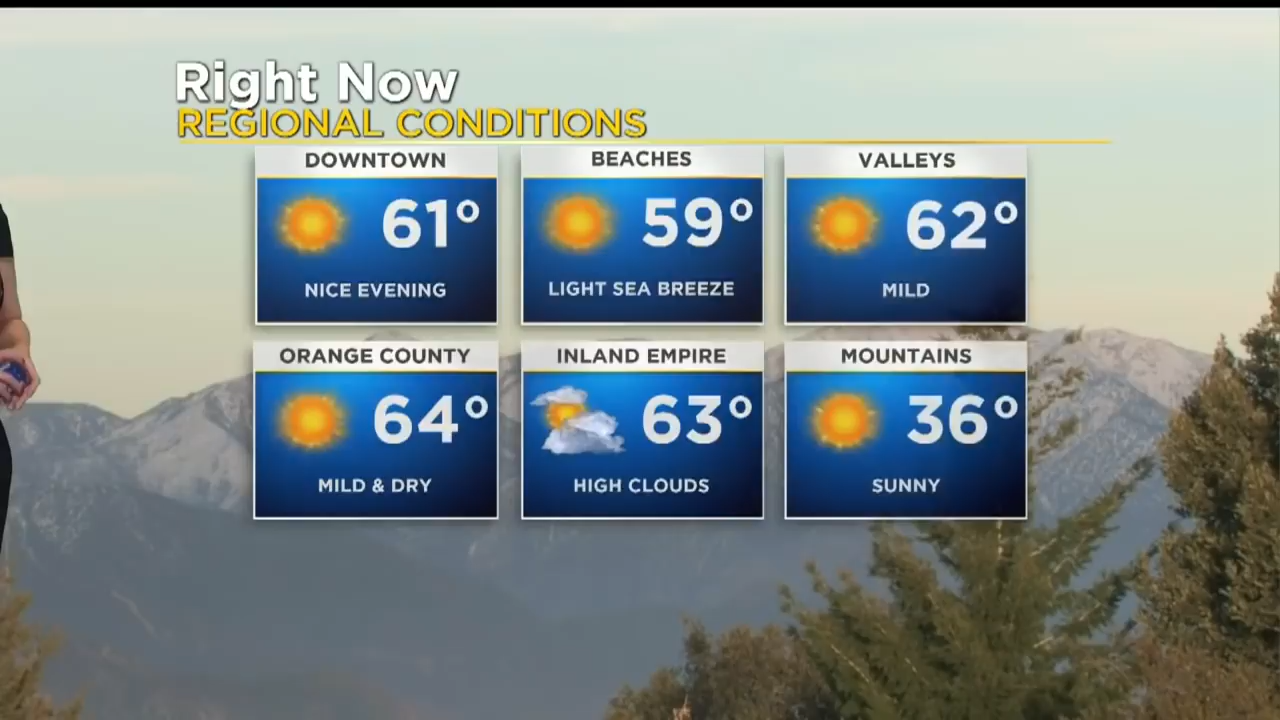 Right Now
REGIONAL CONDITIONS
DOWNTOWN
61°
NICE EVENING
BEACHES
59°
LIGHT SEA BREEZE
VALLEYS
62°
MILD
ORANGE COUNTY
64°
MILD & DRY
INLAND EMPIRE
63°
HIGH CLOUDS
MOUNTAINS
36°
SUNNY